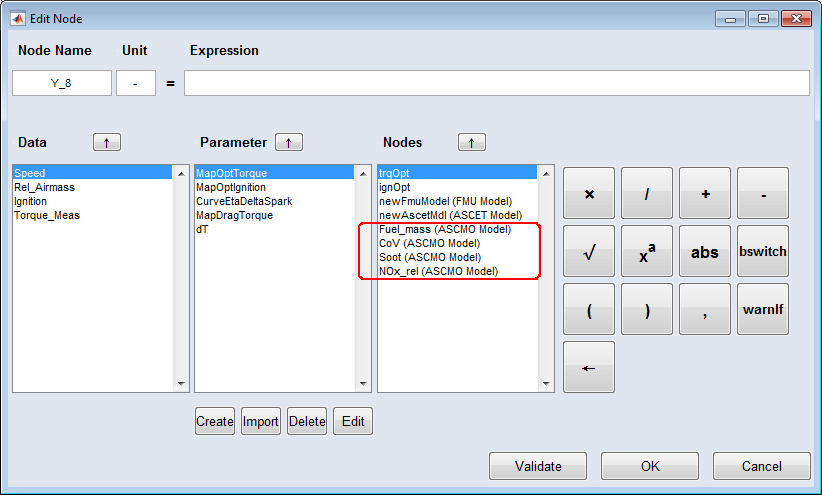 Edit Node
Node Name Unit Expression
Y_8 - =
Data ↑ Parameter ↑ Nodes ↑
Speed MapOptTorque trqOpt
Rel_Airmass MapOptIgnition ignOpt
Ignition CurveEtaDeltaSpark newFmuModel (FMU Model)
Torque_Meas MapDragTorque newAscetMdl (ASCET Model)
dT Fuel_mass (ASCMO Model)
CoV (ASCMO Model)
Soot (ASCMO Model)
NOx_rel (ASCMO Model)
× / + -
√ xᵃ abs bswitch
( ) , warnIf
←
Create Import Delete Edit
Validate OK Cancel